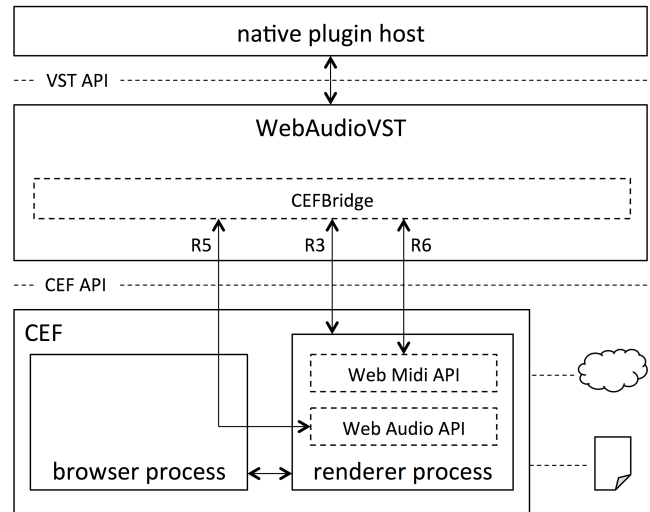 native plugin host
VST API
WebAudioVST
CEFBridge
R5
R3
R6
CEF API
CEF
Web Midi API
Web Audio API
browser process
renderer process